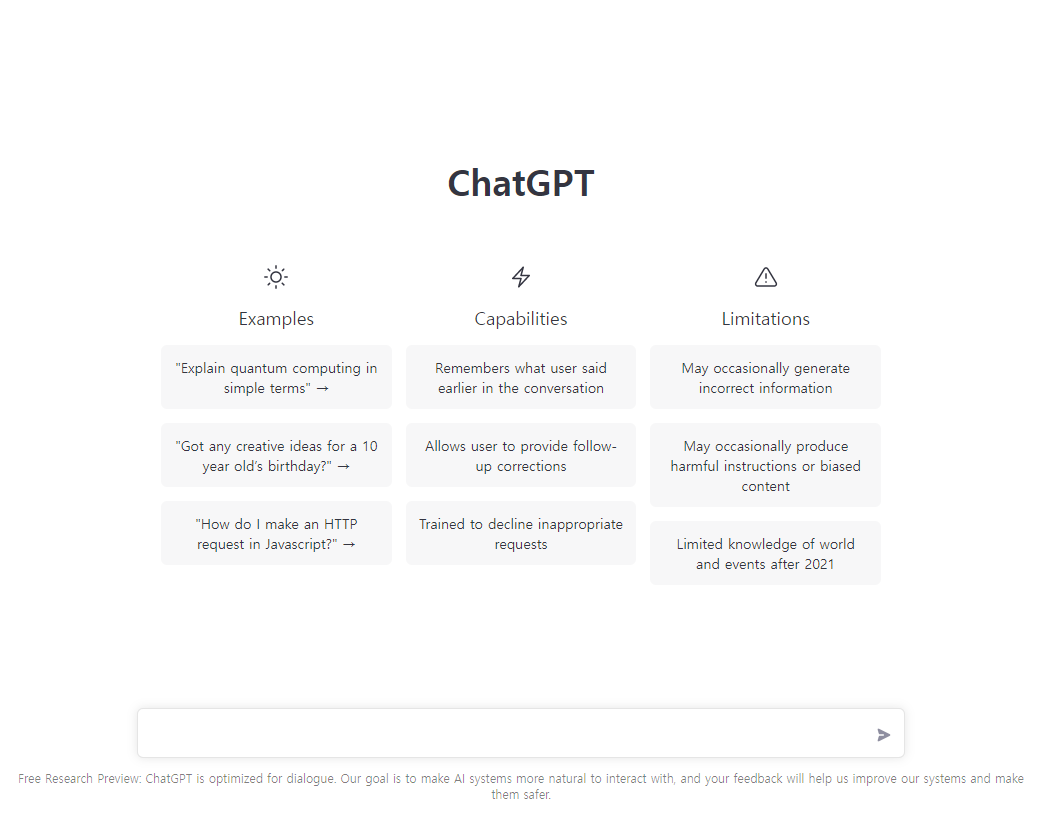 ChatGPT
Examples
"Explain quantum computing in
simple terms" →
"Got any creative ideas for a 10
year old's birthday?" →
"How do I make an HTTP
request in Javascript?" →
Capabilities
Remembers what user said
earlier in the conversation
Allows user to provide follow-
up corrections
Trained to decline inappropriate
requests
Limitations
May occasionally generate
incorrect information
May occasionally produce
harmful instructions or biased
content
Limited knowledge of world
and events after 2021
Free Research Preview: ChatGPT is optimized for dialogue. Our goal is to make AI systems more natural to interact with, and your feedback will help us improve our systems and make
them safer.